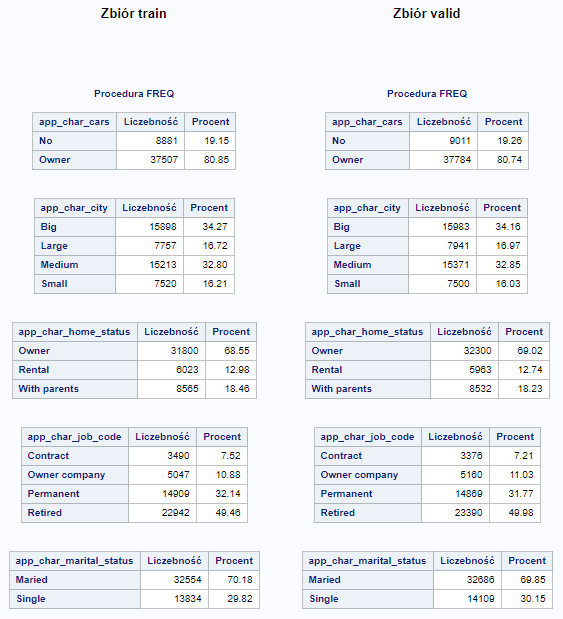 Zbiór train Zbiór valid
Procedura FREQ Procedura FREQ
app_char_cars Liczebność Procent app_char_cars Liczebność Procent
No 8881 19.15 No 9011 19.26
Owner 37507 80.85 Owner 37784 80.74
app_char_city Liczebność Procent app_char_city Liczebność Procent
Big 15898 34.27 Big 15983 34.16
Large 7757 16.72 Large 7941 16.97
Medium 15213 32.80 Medium 15371 32.85
Small 7520 16.21 Small 7500 16.03
app_char_home_status Liczebność Procent app_char_home_status Liczebność Procent
Owner 31800 68.55 Owner 32300 69.02
Rental 6023 12.98 Rental 5963 12.74
With parents 8565 18.46 With parents 8532 18.23
app_char_job_code Liczebność Procent app_char_job_code Liczebność Procent
Contract 3490 7.52 Contract 3376 7.21
Owner company 5047 10.88 Owner company 5160 11.03
Permanent 14909 32.14 Permanent 14869 31.77
Retired 22942 49.46 Retired 23390 49.98
app_char_marital_status Liczebność Procent app_char_marital_status Liczebność Procent
Maried 32554 70.18 Maried 32686 69.85
Single 13834 29.82 Single 14109 30.15